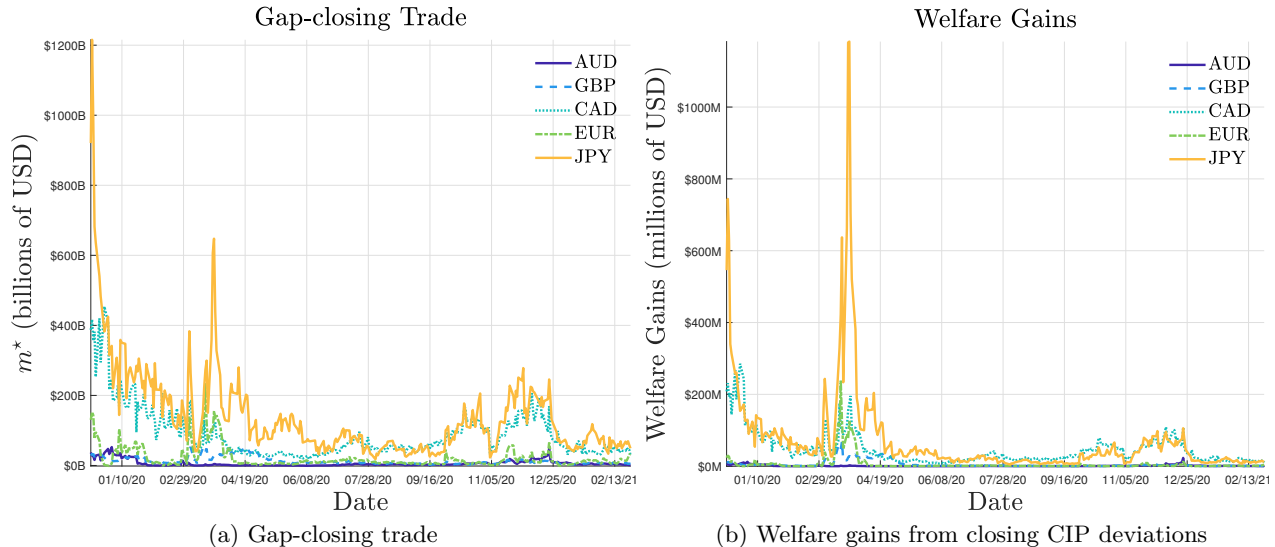 Gap-closing Trade
m⋆ (billions of USD)
$1200B
$1000B
$800B
$600B
$400B
$200B
$0B
AUD
GBP
CAD
EUR
JPY
01/10/20 02/29/20 04/19/20 06/08/20 07/28/20 09/16/20 11/05/20 12/25/20 02/13/21
Date
(a) Gap-closing trade
Welfare Gains
Welfare Gains (millions of USD)
$1000M
$800M
$600M
$400M
$200M
$0M
AUD
GBP
CAD
EUR
JPY
01/10/20 02/29/20 04/19/20 06/08/20 07/28/20 09/16/20 11/05/20 12/25/20 02/13/21
Date
(b) Welfare gains from closing CIP deviations